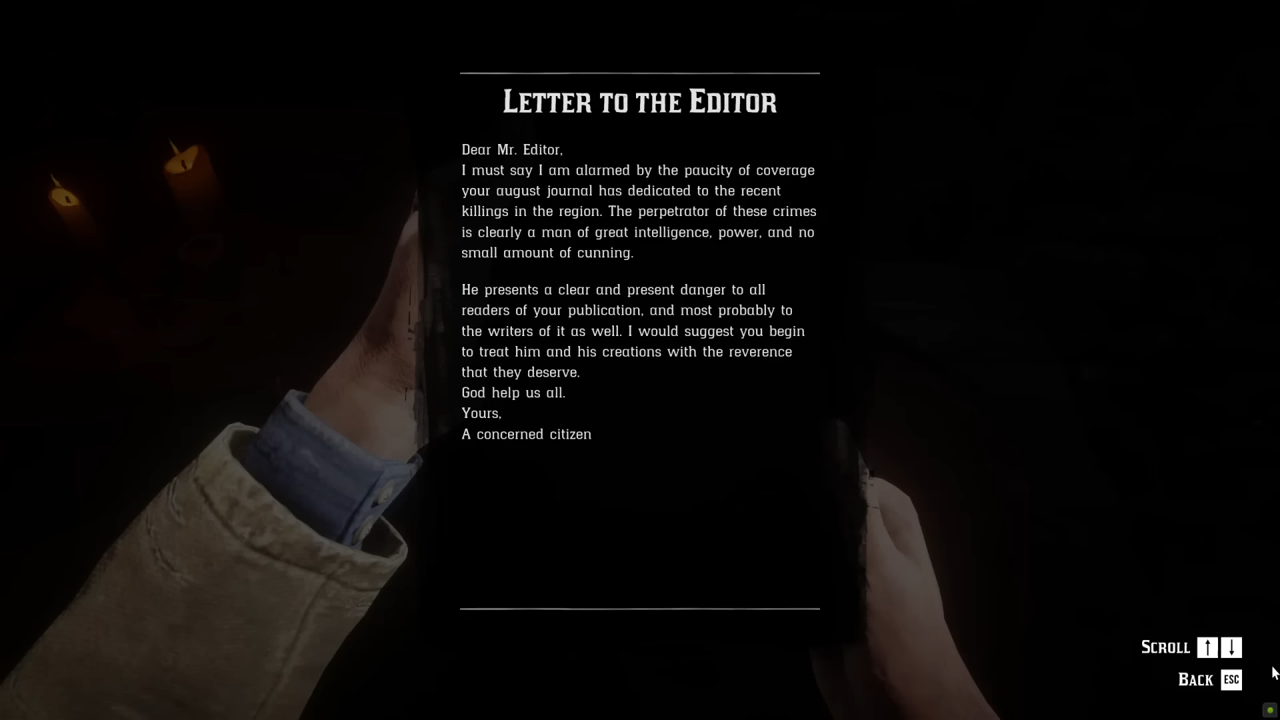 Letter to the Editor
Dear Mr. Editor,
I must say I am alarmed by the paucity of coverage
your august journal has dedicated to the recent
killings in the region. The perpetrator of these crimes
is clearly a man of great intelligence, power, and no
small amount of cunning.
He presents a clear and present danger to all
readers of your publication, and most probably to
the writers of it as well. I would suggest you begin
to treat him and his creations with the reverence
that they deserve.
God help us all.
Yours,
A concerned citizen
Scroll ↑ ↓
Back ESC